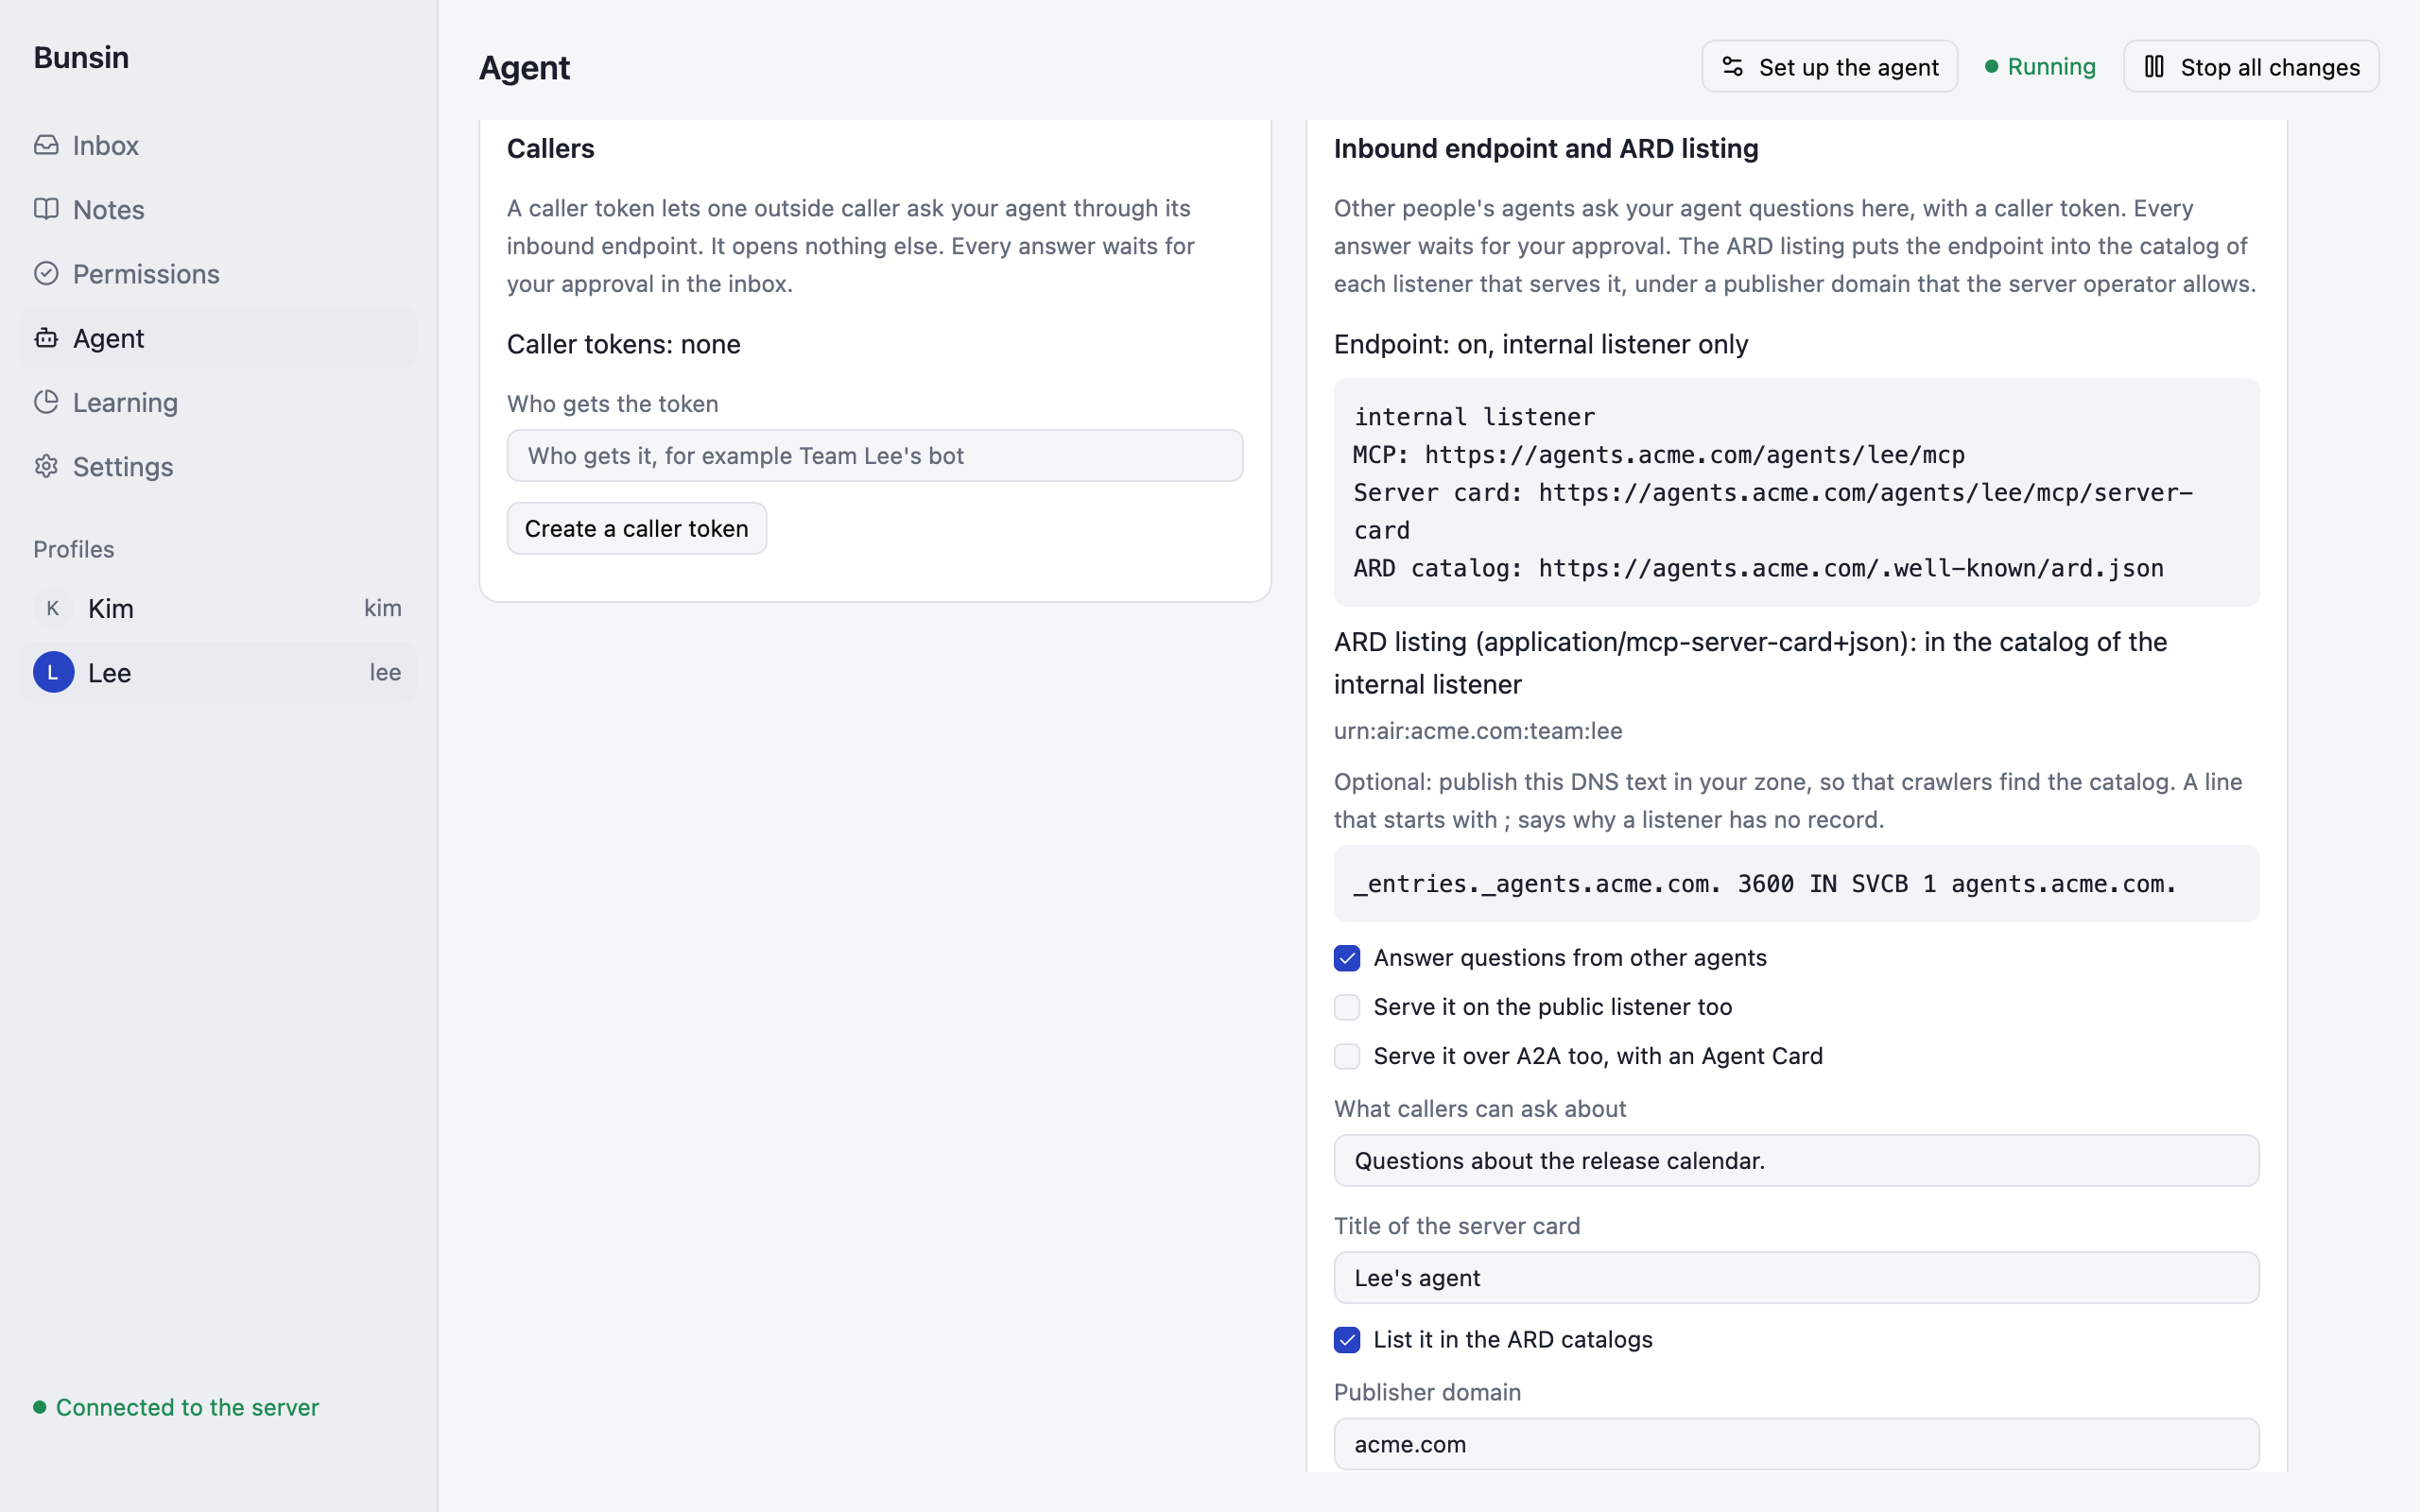 Bunsin
Inbox
Notes
Permissions
Agent
Learning
Settings
Profiles
K Kim kim
L Lee lee
Connected to the server
Agent
Set up the agent
Running
Stop all changes
Callers
A caller token lets one outside caller ask your agent through its
inbound endpoint. It opens nothing else. Every answer waits for
your approval in the inbox.
Caller tokens: none
Who gets the token
Who gets it, for example Team Lee's bot
Create a caller token
Inbound endpoint and ARD listing
Other people's agents ask your agent questions here, with a caller token. Every
answer waits for your approval. The ARD listing puts the endpoint into the catalog of
each listener that serves it, under a publisher domain that the server operator allows.
Endpoint: on, internal listener only
internal listener
MCP: https://agents.acme.com/agents/lee/mcp
Server card: https://agents.acme.com/agents/lee/mcp/server-
card
ARD catalog: https://agents.acme.com/.well-known/ard.json
ARD listing (application/mcp-server-card+json): in the catalog of the
internal listener
urn:air:acme.com:team:lee
Optional: publish this DNS text in your zone, so that crawlers find the catalog. A line
that starts with ; says why a listener has no record.
_entries._agents.acme.com. 3600 IN SVCB 1 agents.acme.com.
Answer questions from other agents
Serve it on the public listener too
Serve it over A2A too, with an Agent Card
What callers can ask about
Questions about the release calendar.
Title of the server card
Lee's agent
List it in the ARD catalogs
Publisher domain
acme.com